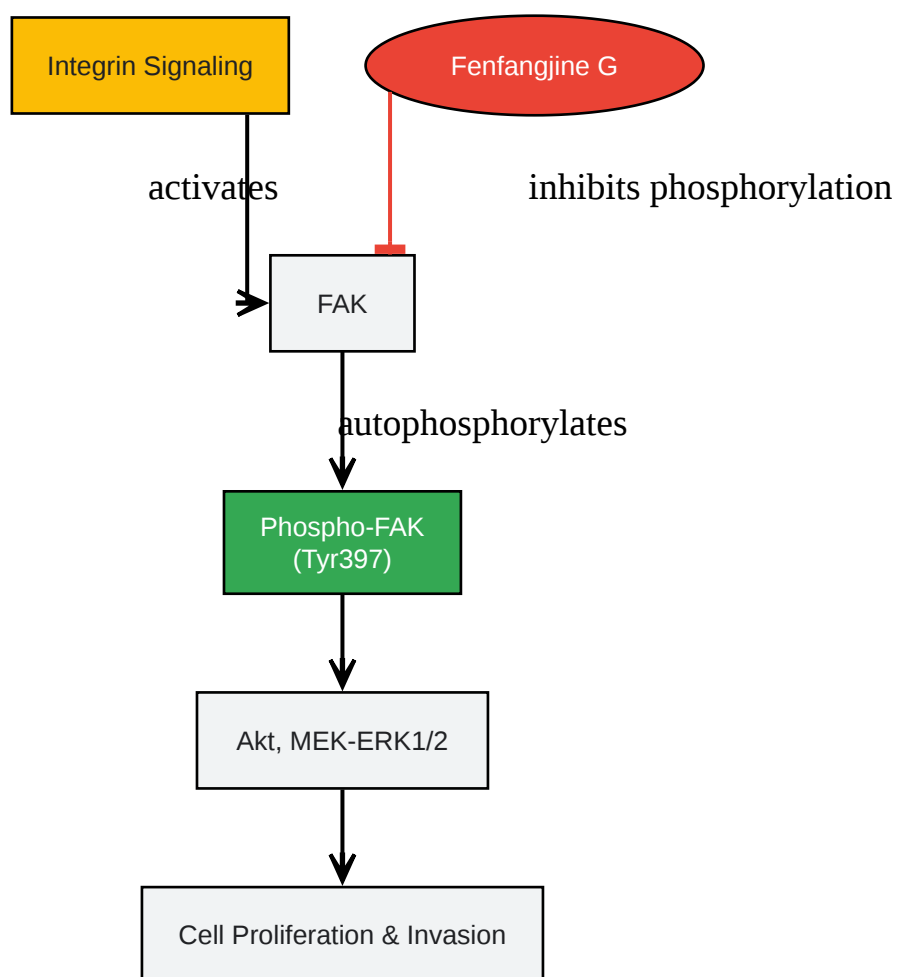 Integrin Signaling
Fenfangjine G
activates
inhibits phosphorylation
FAK
autophosphorylates
Phospho-FAK
(Tyr397)
Akt, MEK-ERK1/2
Cell Proliferation & Invasion